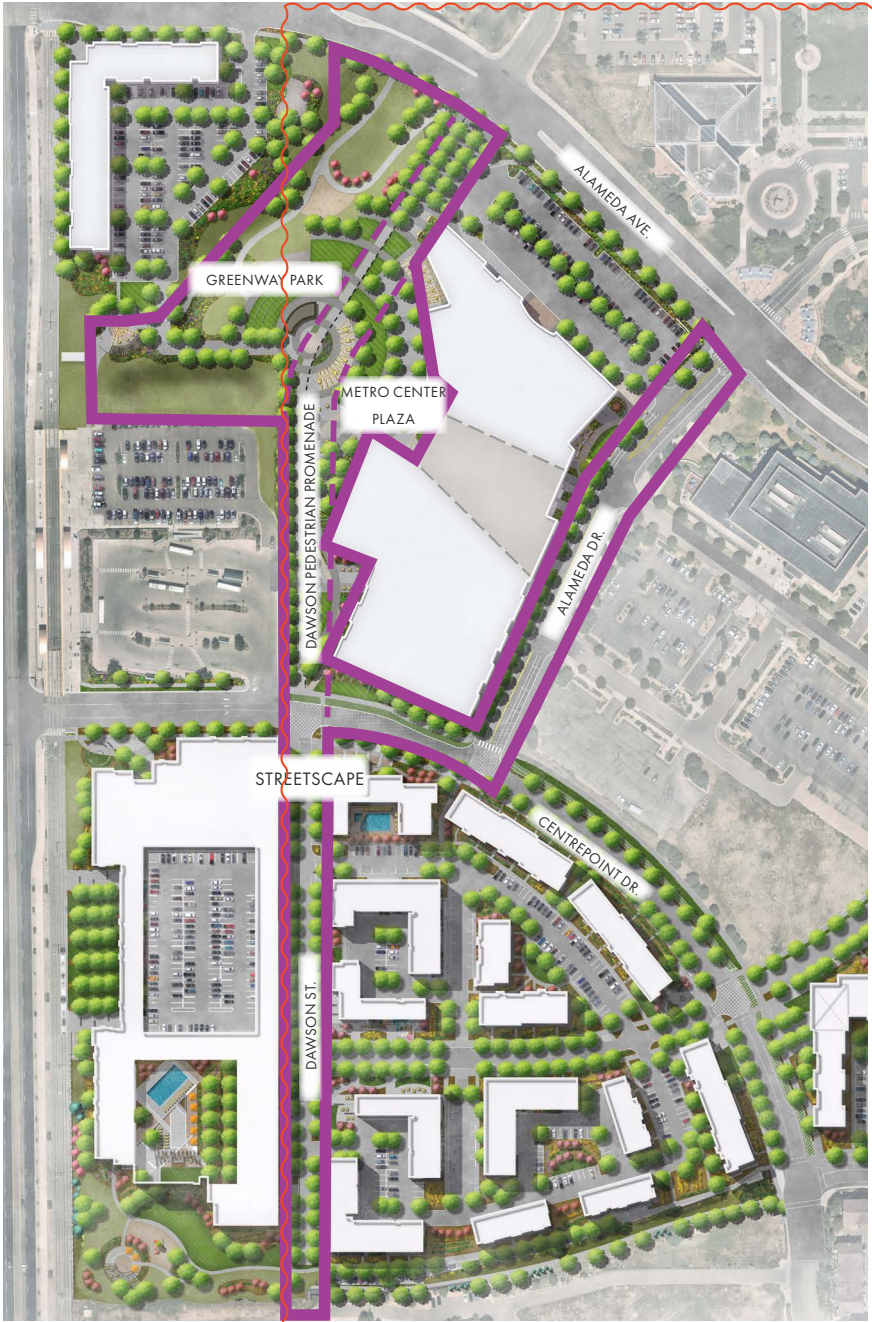 ALAMEDA AVE.
GREENWAY PARK
METRO CENTER
PLAZA
DAWSON PEDESTRIAN PROMENADE
ALAMEDA DR.
STREETSCAPE
CENTREPOINT DR.
DAWSON ST.